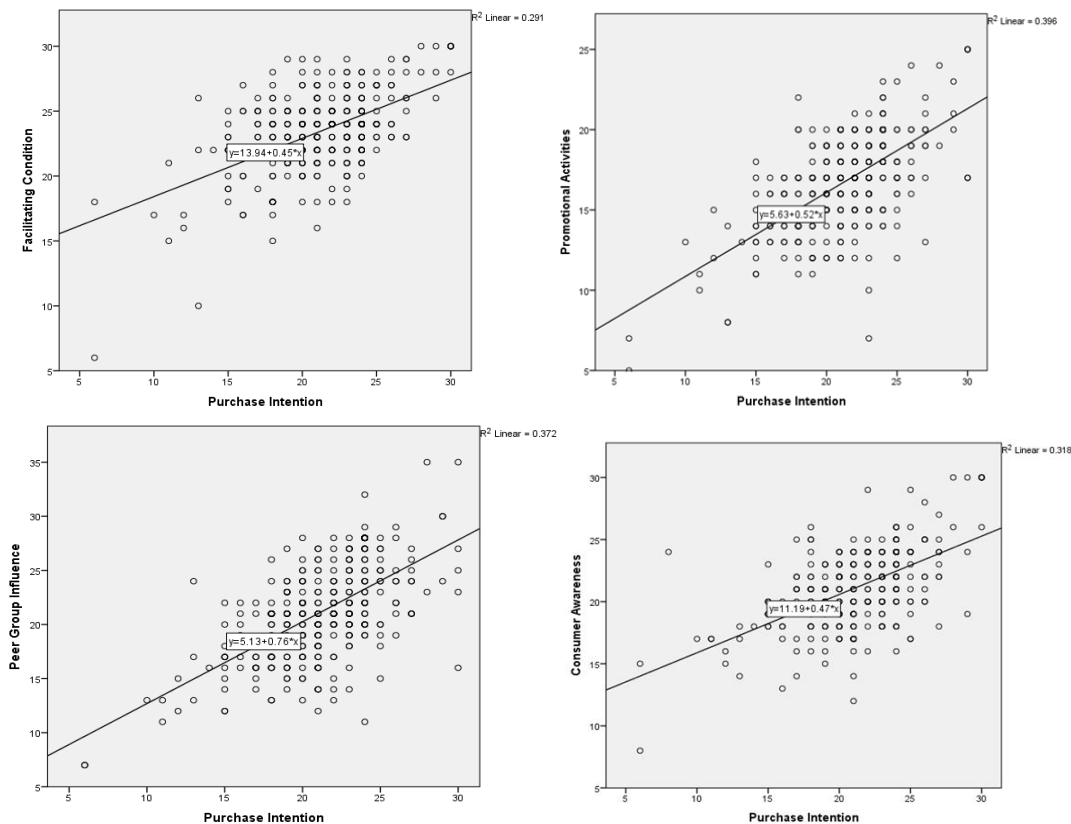 R² Linear = 0.291
30
25
20
15
10
5
Facilitating Condition
y=13.94+0.45*x
5 10 15 20 25 30
Purchase Intention
R² Linear = 0.396
25
20
15
10
5
Promotional Activities
y=5.63+0.52*x
5 10 15 20 25 30
Purchase Intention
R² Linear = 0.372
35
30
25
20
15
10
5
Peer Group Influence
y=5.13+0.76*x
5 10 15 20 25 30
Purchase Intention
R² Linear = 0.318
30
25
20
15
10
5
Consumer Awareness
y=11.19+0.47*x
5 10 15 20 25 30
Purchase Intention